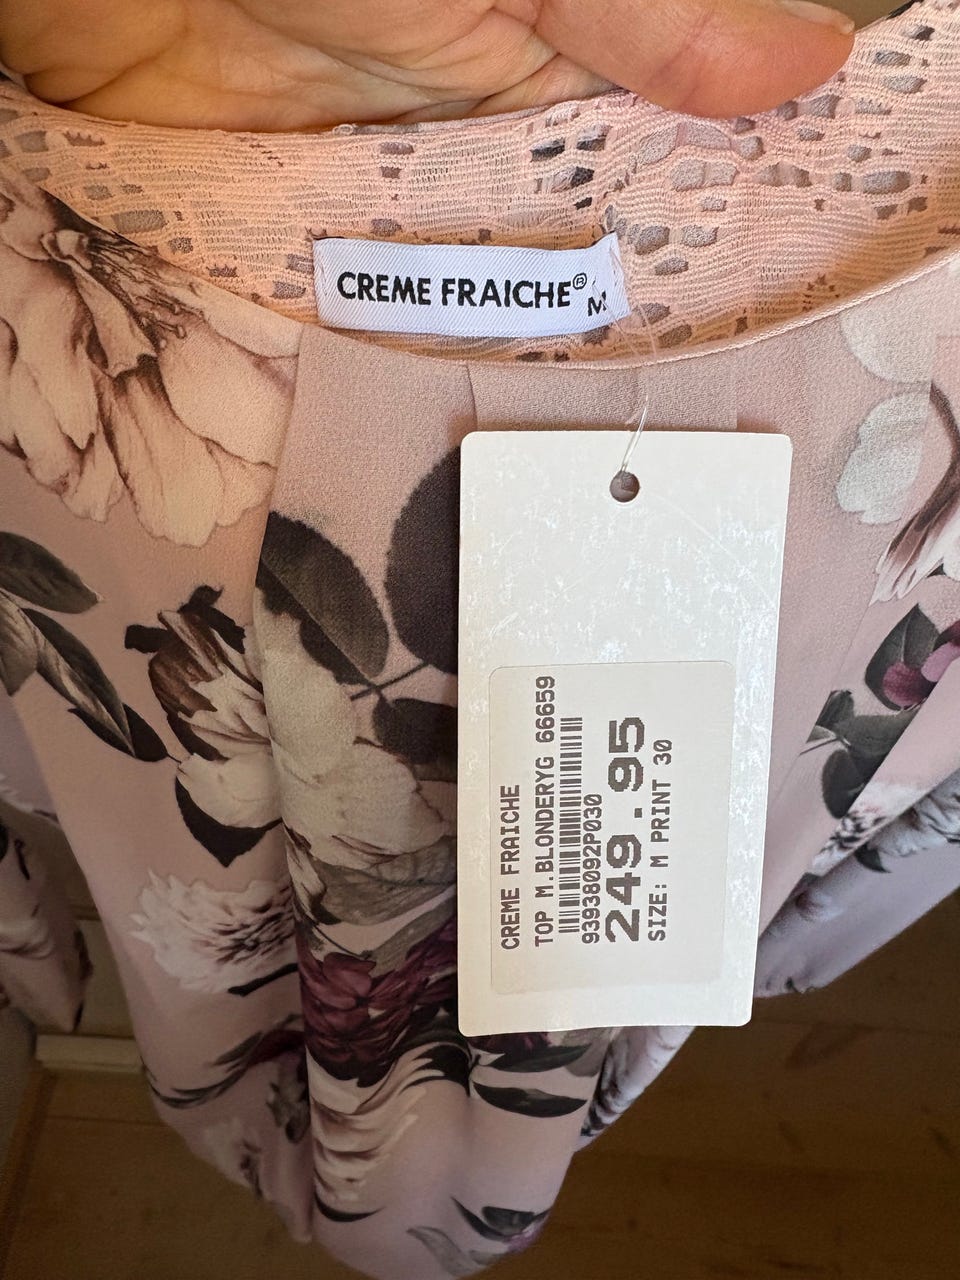 CREME FRAICHE® M
CREME FRAICHE
TOP M.BLONDERYG 66659
93938092P030
249.95
SIZE: M PRINT 30